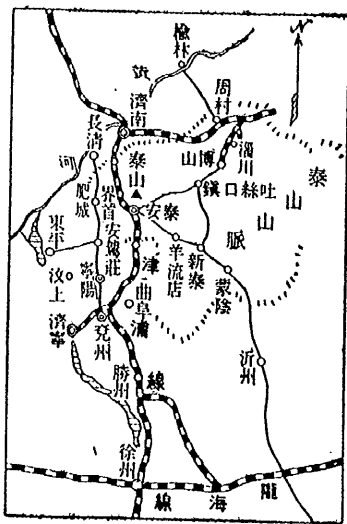 N
楡林
黃
周村
濟南
長淸
淄川
博山
泰山
河
肥城
界首
吐絲口鎭
泰山山脈
泰安
安駕莊
東平
羊流店
新泰
津浦線
汶上
寧陽
曲阜
蒙陰
濟寧
兗州
滕州
沂州
徐州
隴海線